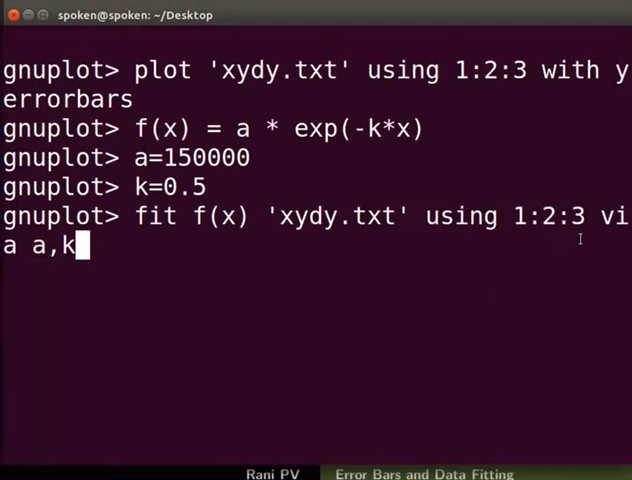 spoken@spoken: ~/Desktop
gnuplot> plot 'xydy.txt' using 1:2:3 with y
errorbars
gnuplot> f(x) = a * exp(-k*x)
gnuplot> a=150000
gnuplot> k=0.5
gnuplot> fit f(x) 'xydy.txt' using 1:2:3 vi
a a,k
Rani PV Error Bars and Data Fitting